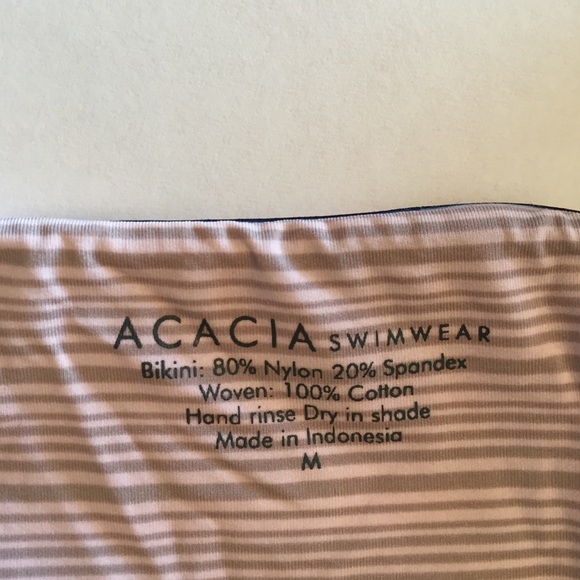 ACACIA SWIMWEAR
Bikini: 80% Nylon 20% Spandex
Woven: 100% Cotton
Hand rinse Dry in shade
Made in Indonesia
M